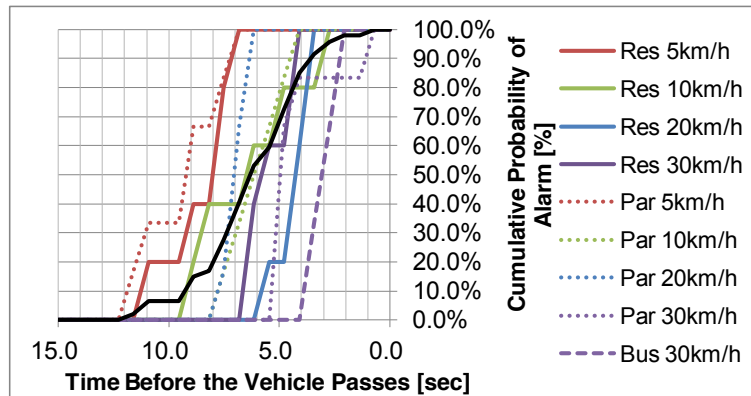 100.0%
90.0%
80.0%
70.0%
60.0%
50.0%
40.0%
30.0%
20.0%
10.0%
0.0%
15.0 10.0 5.0 0.0
Time Before the Vehicle Passes [sec]
Cumulative Probability of
Alarm [%]
Res 5km/h
Res 10km/h
Res 20km/h
Res 30km/h
Par 5km/h
Par 10km/h
Par 20km/h
Par 30km/h
Bus 30km/h